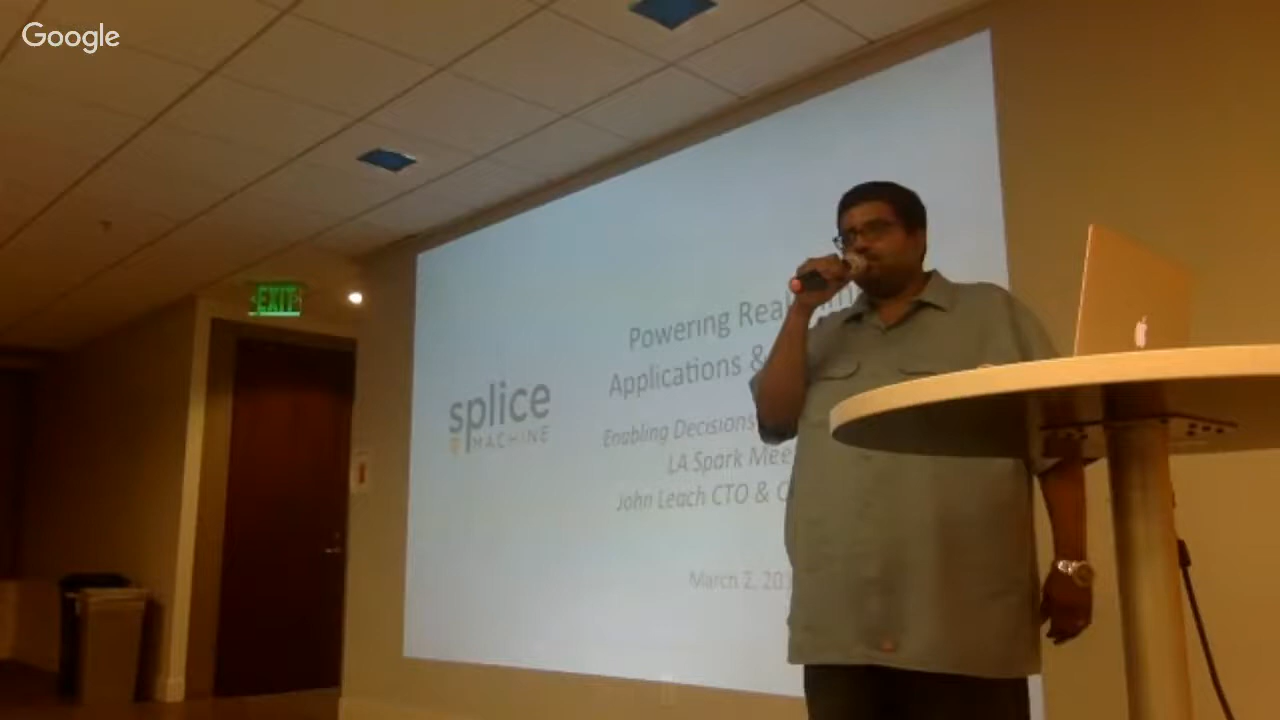 Google
EXIT
splice
MACHINE
Powering Real
Applications &
Enabling Decisions
LA Spark Mee
John Leach CTO & C
March 2, 20